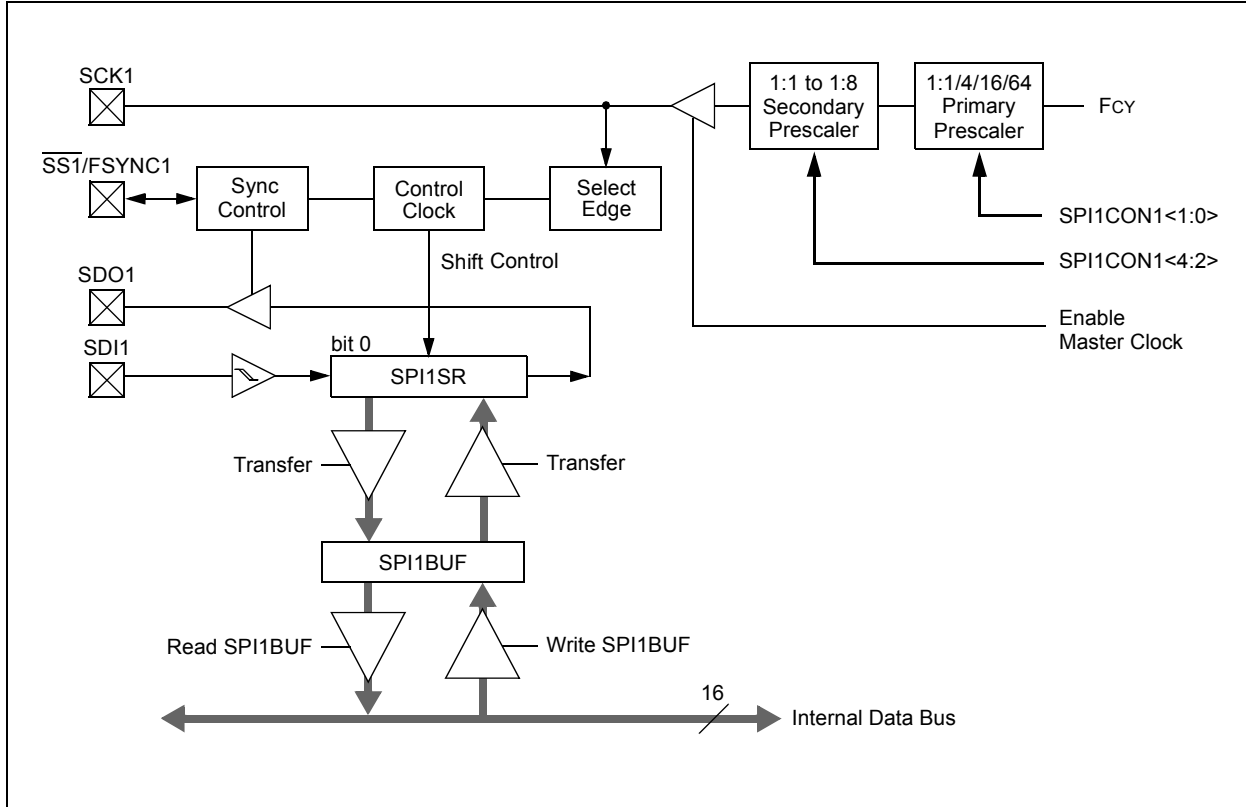 SCK1
1:1 to 1:8
Secondary
Prescaler
1:1/4/16/64
Primary
Prescaler
FCY
SS1/FSYNC1
Sync
Control
Control
Clock
Select
Edge
SPI1CON1<1:0>
Shift Control
SPI1CON1<4:2>
SDO1
Enable
Master Clock
SDI1
bit 0
SPI1SR
Transfer
Transfer
SPI1BUF
Read SPI1BUF
Write SPI1BUF
16
Internal Data Bus